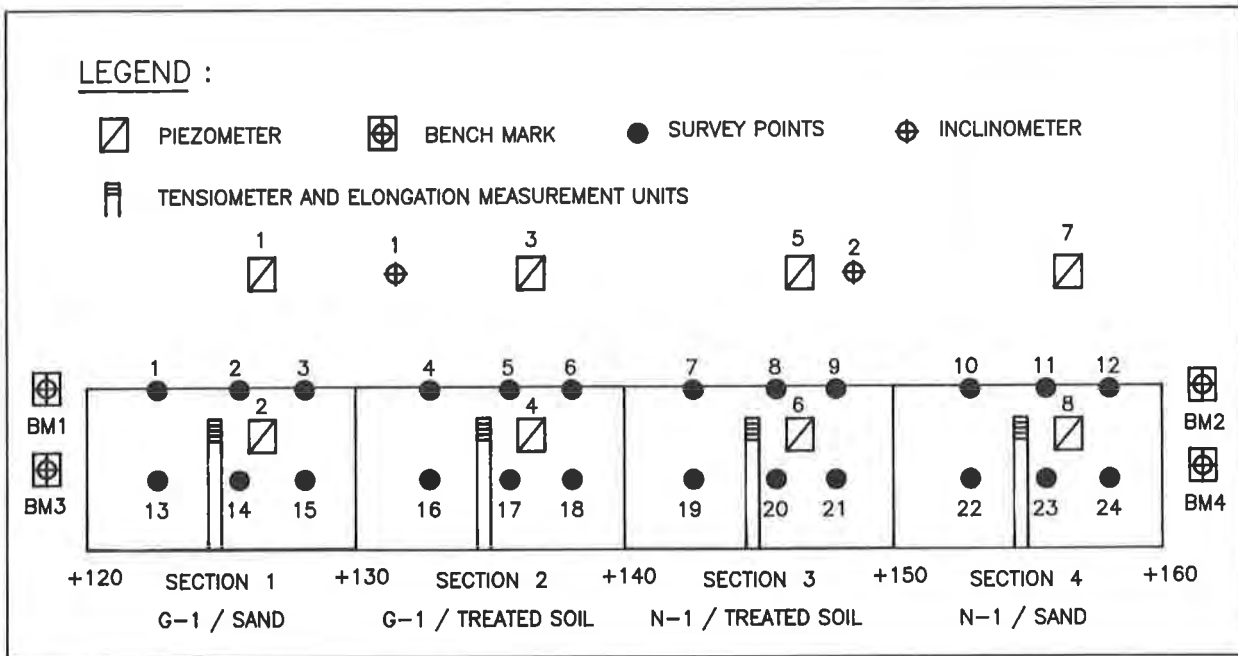 LEGEND :
PIEZOMETER BENCH MARK SURVEY POINTS INCLINOMETER
TENSIOMETER AND ELONGATION MEASUREMENT UNITS
1 1 3 5 2 7
1 2 3 4 5 6 7 8 9 10 11 12
BM1 2 4 6 8 BM2
BM3 13 14 15 16 17 18 19 20 21 22 23 24 BM4
+120 SECTION 1 +130 SECTION 2 +140 SECTION 3 +150 SECTION 4 +160
G-1 / SAND G-1 / TREATED SOIL N-1 / TREATED SOIL N-1 / SAND